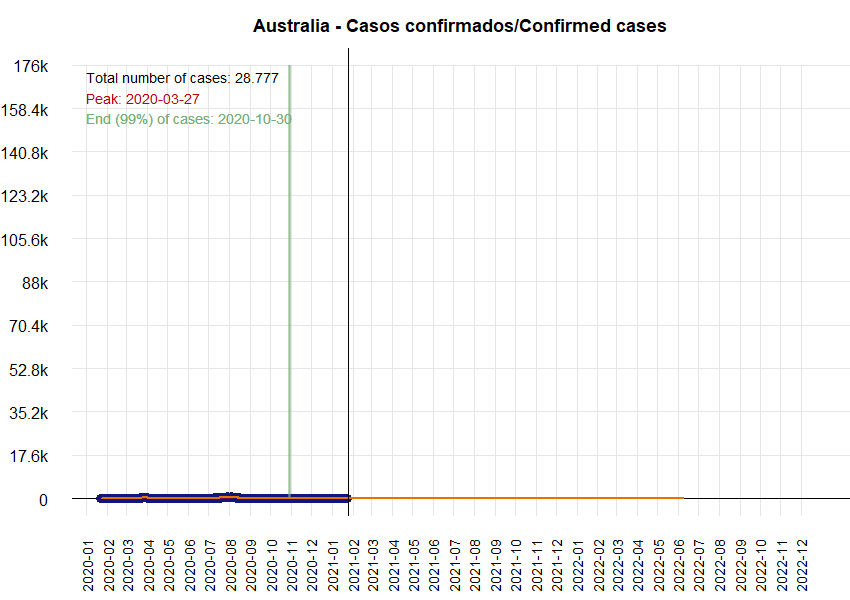 Australia - Casos confirmados/Confirmed cases
176k
158.4k
140.8k
123.2k
105.6k
88k
70.4k
52.8k
35.2k
17.6k
0
Total number of cases: 28.777
Peak: 2020-03-27
End (99%) of cases: 2020-10-30
2020-01
2020-02
2020-03
2020-04
2020-05
2020-06
2020-07
2020-08
2020-09
2020-10
2020-11
2020-12
2021-01
2021-02
2021-03
2021-04
2021-05
2021-06
2021-07
2021-08
2021-09
2021-10
2021-11
2021-12
2022-01
2022-02
2022-03
2022-04
2022-05
2022-06
2022-07
2022-08
2022-09
2022-10
2022-11
2022-12